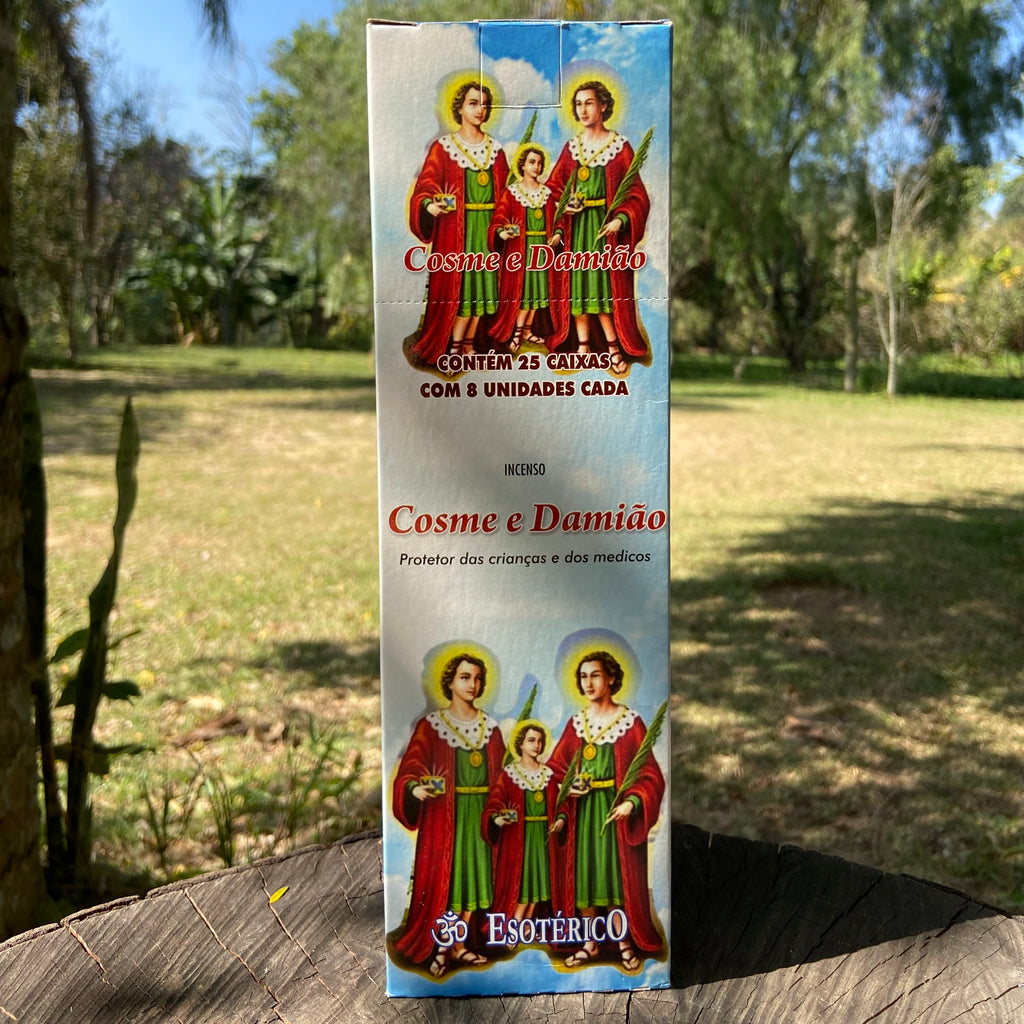 Cosme e Damião
CONTÉM 25 CAIXAS
COM 8 UNIDADES CADA
INCENSO
Cosme e Damião
Protetor das crianças e dos medicos
ॐ ESOTÉRICO